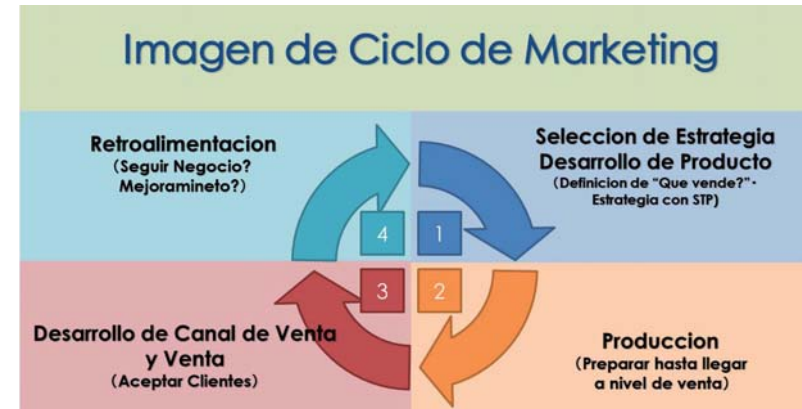 Imagen de Ciclo de Marketing
Retroalimentacion
(Seguir Negocio?
Mejoramineto?)
Seleccion de Estrategia
Desarrollo de Producto
(Definicion de “Que vende?”・
Estrategia con STP)
4
1
3
2
Desarrollo de Canal de Venta
y Venta
(Aceptar Clientes)
Produccion
(Preparar hasta llegar
a nivel de venta)